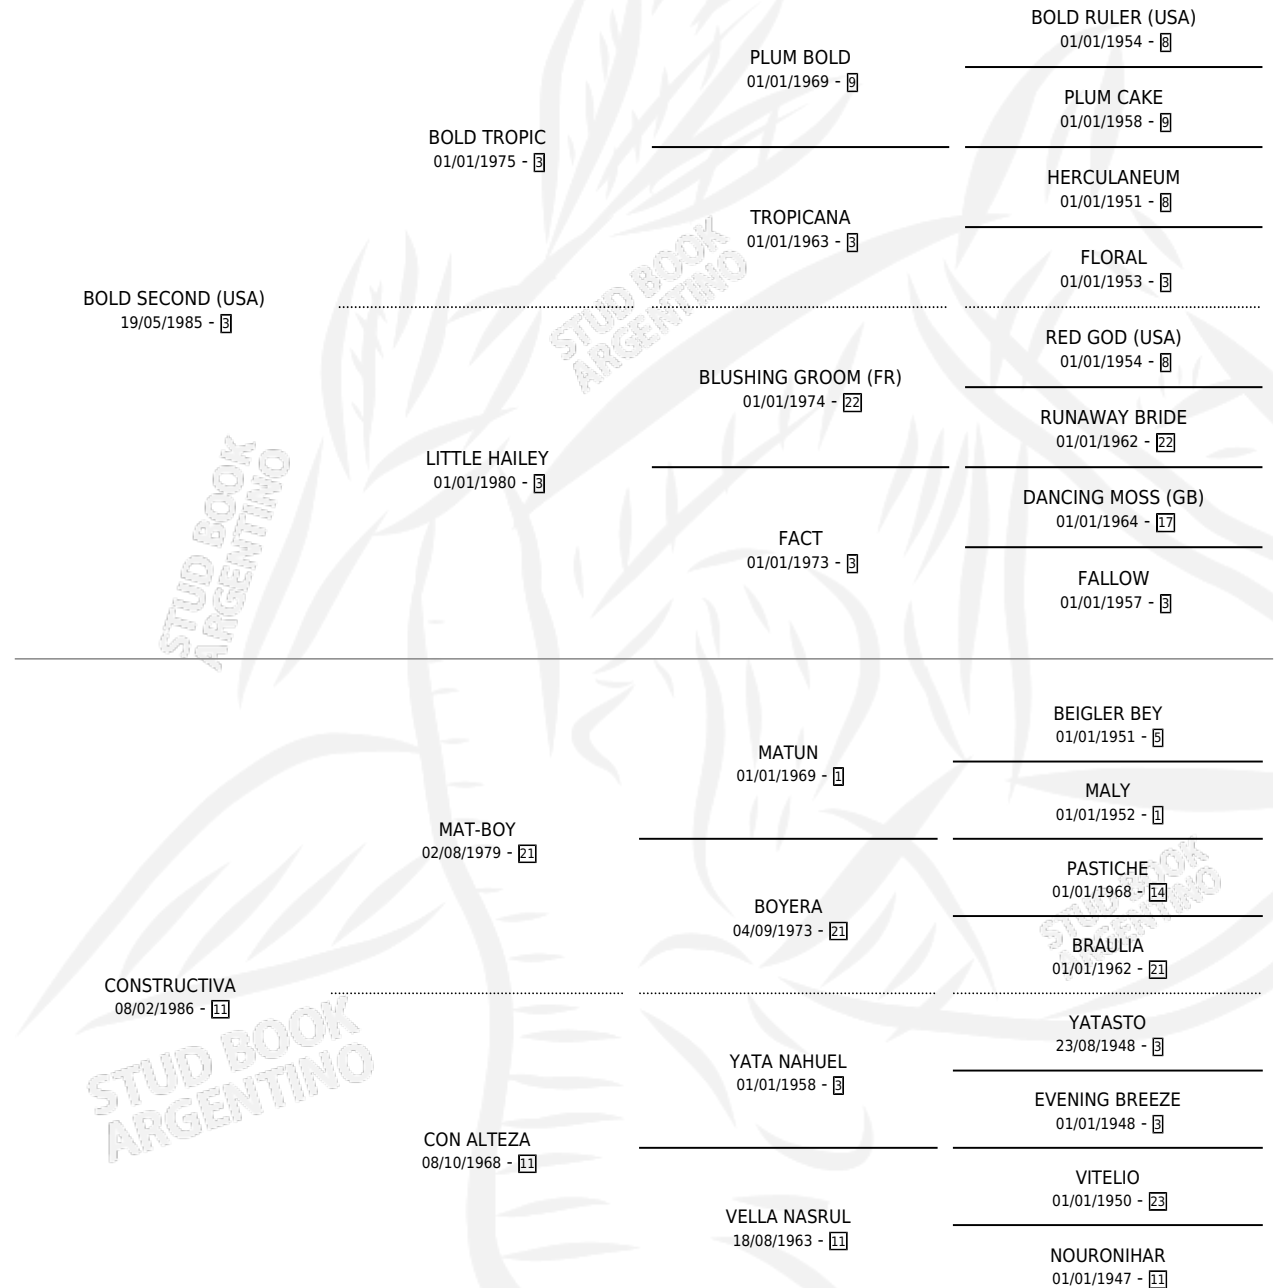 BOLD RULER (USA)
01/01/1954 - 8
PLUM BOLD
01/01/1969 - 9
PLUM CAKE
01/01/1958 - 9
BOLD TROPIC
01/01/1975 - 3
HERCULANEUM
01/01/1951 - 8
TROPICANA
01/01/1963 - 3
FLORAL
01/01/1953 - 3
BOLD SECOND (USA)
19/05/1985 - 3
RED GOD (USA)
01/01/1954 - 8
BLUSHING GROOM (FR)
01/01/1974 - 22
RUNAWAY BRIDE
01/01/1962 - 22
LITTLE HAILEY
01/01/1980 - 3
DANCING MOSS (GB)
01/01/1964 - 17
FACT
01/01/1973 - 3
FALLOW
01/01/1957 - 3
BEIGLER BEY
01/01/1951 - 5
MATUN
01/01/1969 - 1
MALY
01/01/1952 - 1
MAT-BOY
02/08/1979 - 21
PASTICHE
01/01/1968 - 14
BOYERA
04/09/1973 - 21
BRAULIA
01/01/1962 - 21
CONSTRUCTIVA
08/02/1986 - 11
YATASTO
23/08/1948 - 3
YATA NAHUEL
01/01/1958 - 3
EVENING BREEZE
01/01/1948 - 3
CON ALTEZA
08/10/1968 - 11
VITELIO
01/01/1950 - 23
VELLA NASRUL
18/08/1963 - 11
NOURONIHAR
01/01/1947 - 11
STUD BOOK
ARGENTINO
STUD BOOK
ARGENTINO
STUD BOOK
ARGENTINO
STUD BOOK
ARGENTINO